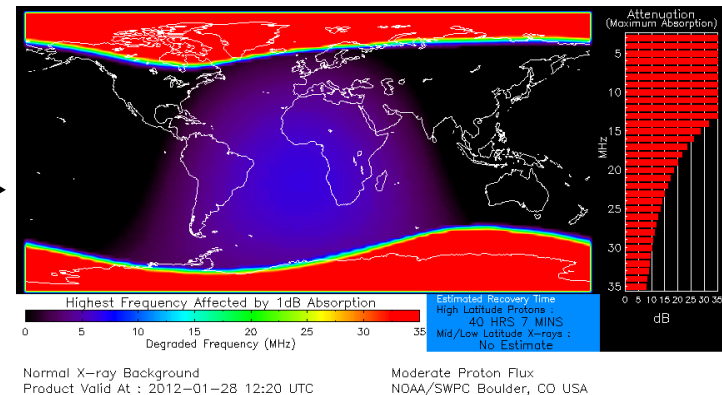 Attenuation
(Maximum Absorption)
5
10
15
20
25
30
35
MHz
0 5 10 15 20 25 30 35
dB
Highest Frequency Affected by 1dB Absorption
0 5 10 15 20 25 30 35
Degraded Frequency (MHz)
Estimated Recovery Time
High Latitude Protons :
40 HRS 7 MINS
Mid/Low Latitude X-rays :
No Estimate
Normal X-ray Background
Moderate Proton Flux
Product Valid At : 2012-01-28 12:20 UTC
NOAA/SWPC Boulder, CO USA